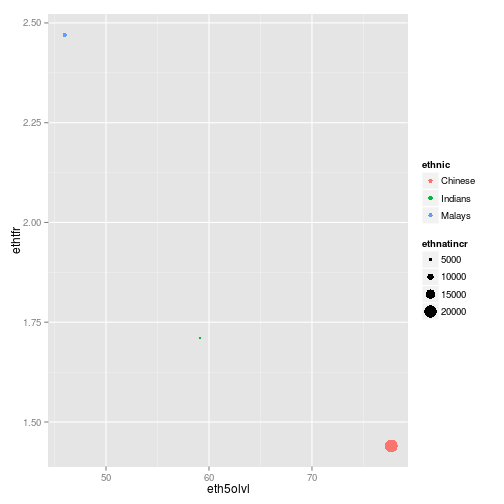 2.50
2.25
2.00
1.75
1.50
ethtfr
50
60
70
eth5olvl
ethnic
Chinese
Indians
Malays
ethnatincr
5000
10000
15000
20000